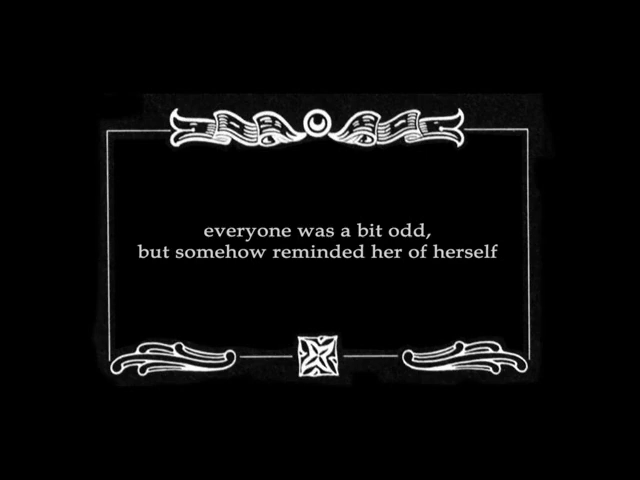 everyone was a bit odd,
but somehow reminded her of herself